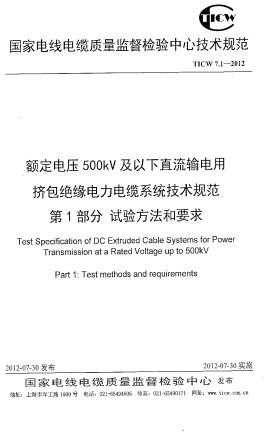 TICW
国家电线电缆质量监督检验中心技术规范
TICW 7.1—2012
额定电压 500kV 及以下直流输电用
挤包绝缘电力电缆系统技术规范
第 1 部分 试验方法和要求
Test Specification of DC Extruded Cable Systems for Power
Transmission at a Rated Voltage up to 500kV
Part 1: Test methods and requirements
2012-07-30 发布 2012-07-30 实施
国家电线电缆质量监督检验中心 发布
地址：上海市军工路 1000 号 电话：021-65494605 传真：021-65490171 网址：www.ticw.com.cn